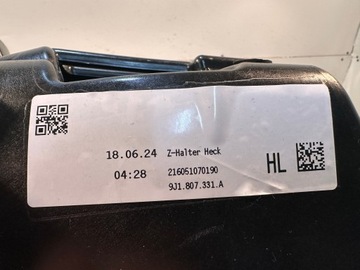 18.06.24 Z-Halter Heck
04:28 216051070190
9J1.807.331.A
HL